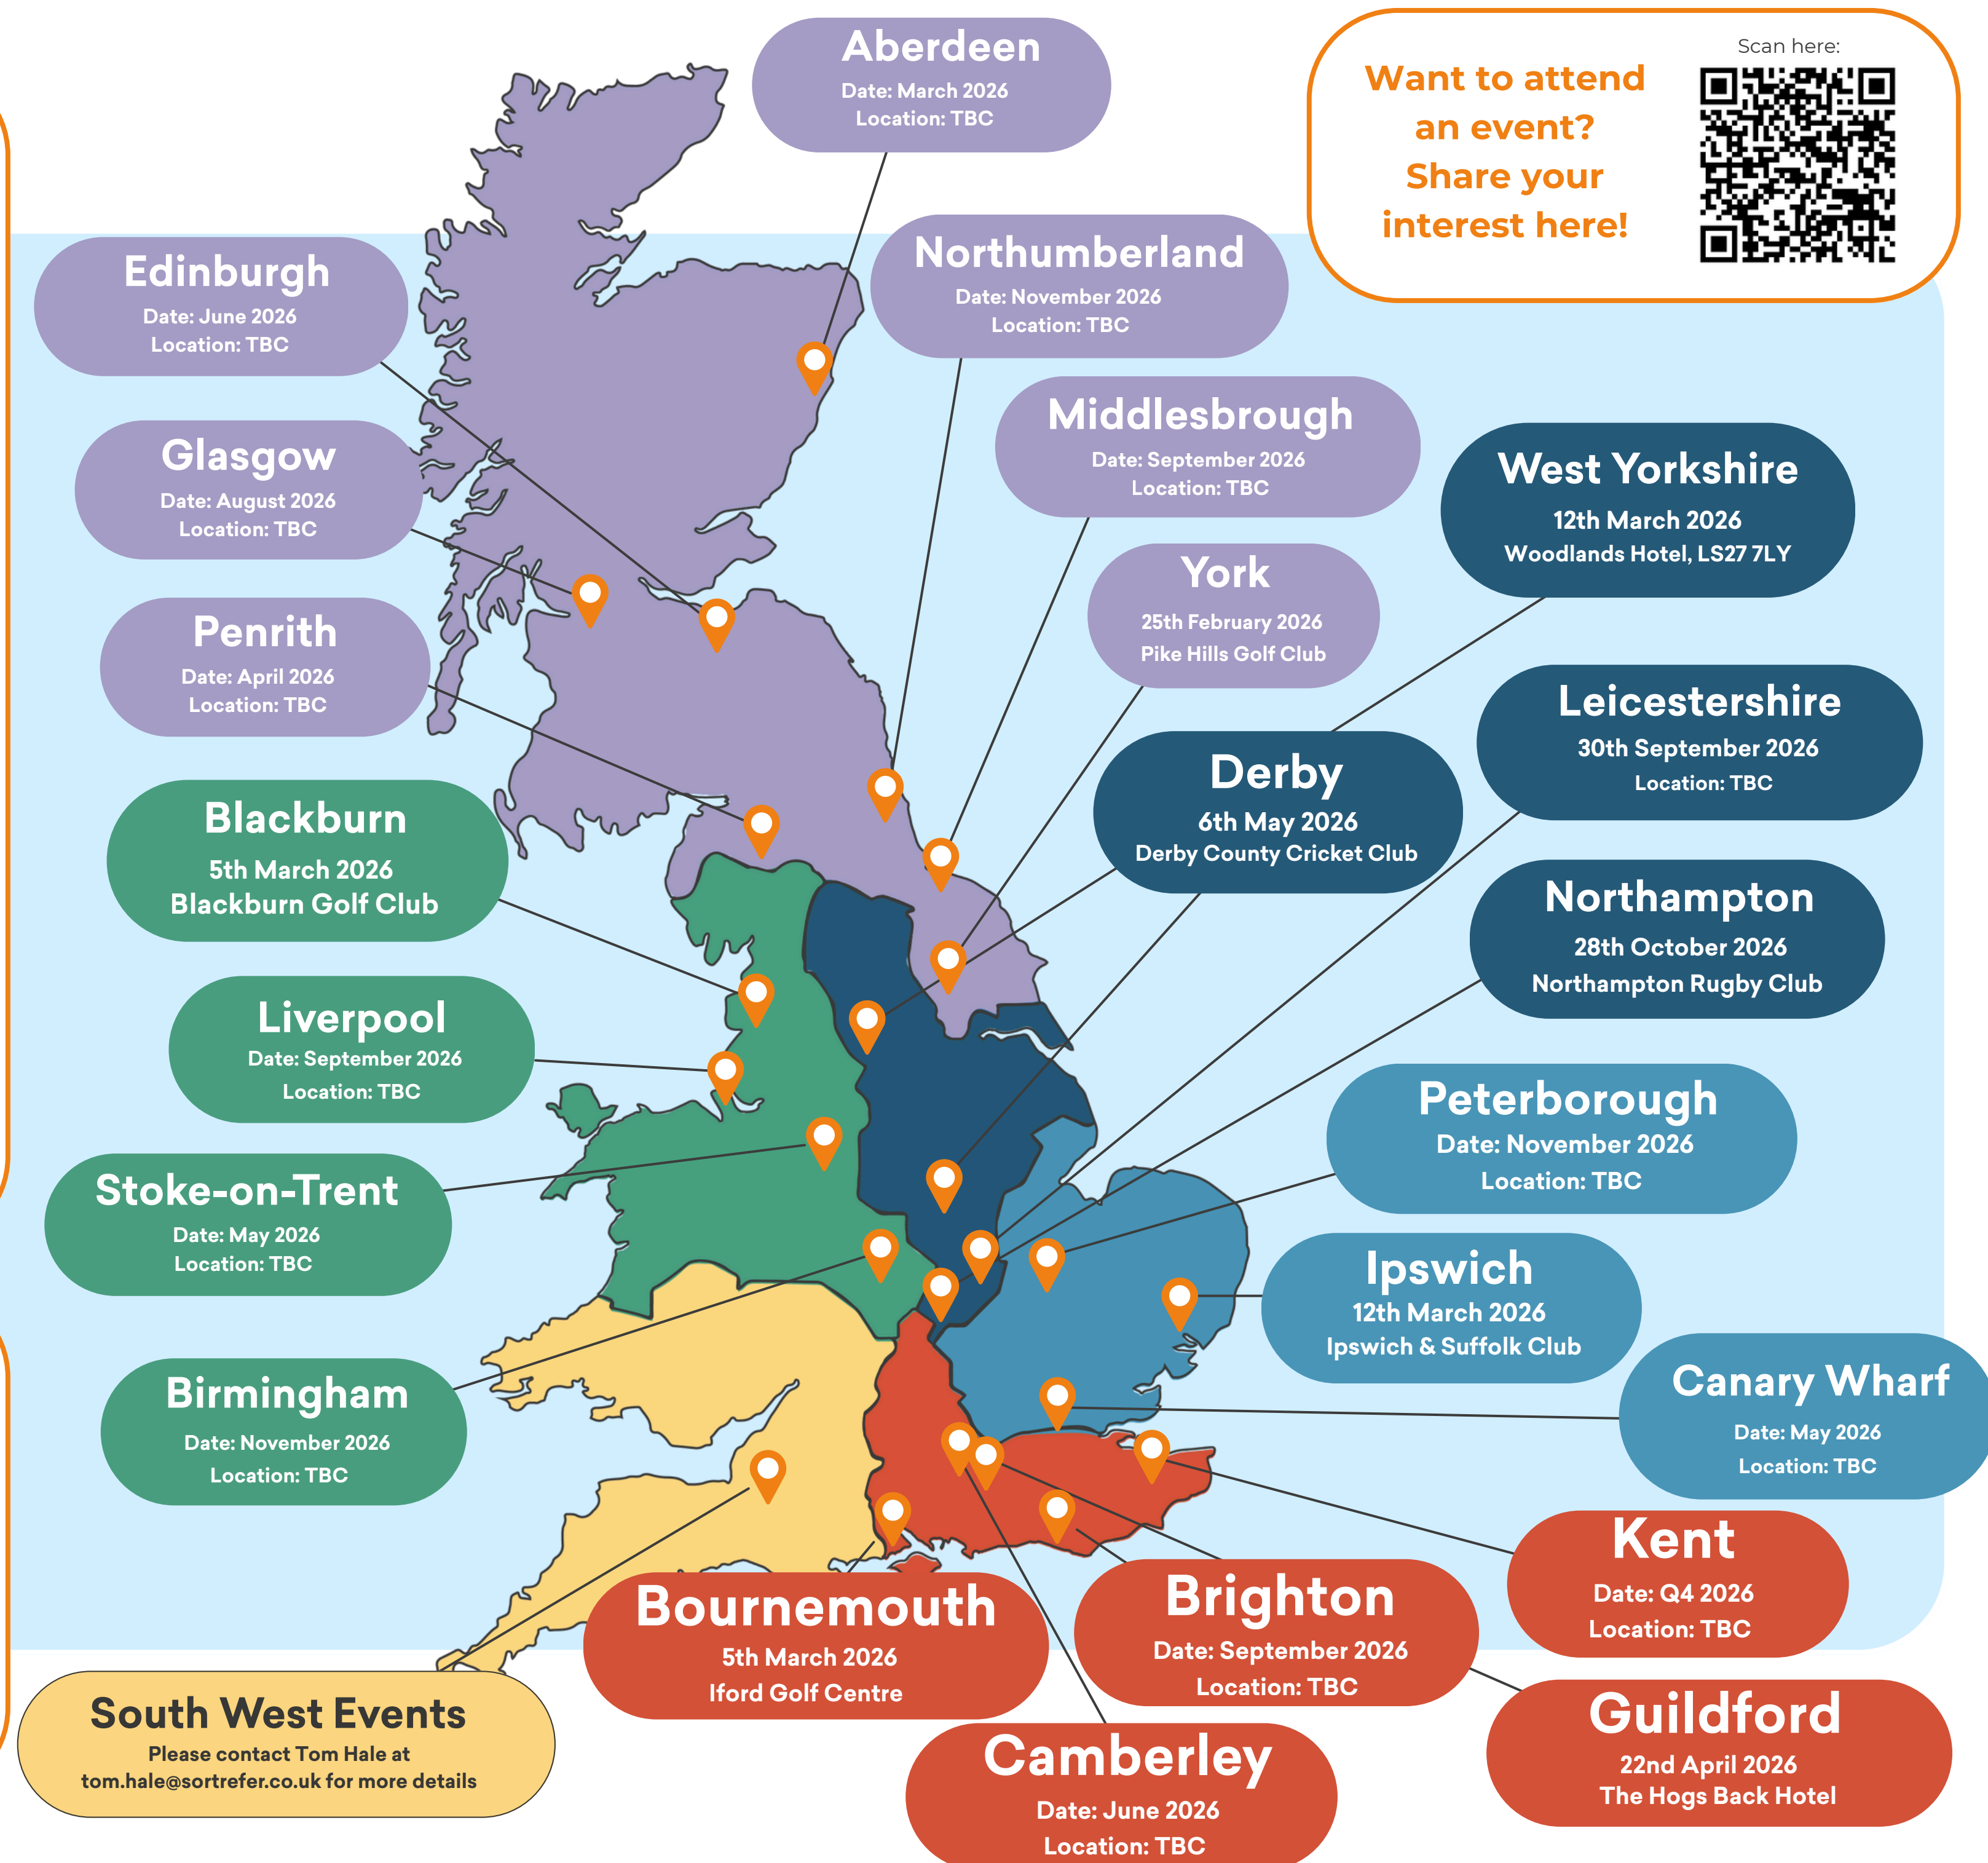 Aberdeen
Date: March 2026
Location: TBC
Scan here:
Want to attend
an event?
Share your
interest here!
Edinburgh
Date: June 2026
Location: TBC
Northumberland
Date: November 2026
Location: TBC
Middlesbrough
Date: September 2026
Location: TBC
Glasgow
Date: August 2026
Location: TBC
West Yorkshire
12th March 2026
Woodlands Hotel, LS27 7LY
York
25th February 2026
Pike Hills Golf Club
Penrith
Date: April 2026
Location: TBC
Leicestershire
30th September 2026
Location: TBC
Derby
6th May 2026
Derby County Cricket Club
Blackburn
5th March 2026
Blackburn Golf Club
Northampton
28th October 2026
Northampton Rugby Club
Liverpool
Date: September 2026
Location: TBC
Peterborough
Date: November 2026
Location: TBC
Stoke-on-Trent
Date: May 2026
Location: TBC
Ipswich
12th March 2026
Ipswich & Suffolk Club
Birmingham
Date: November 2026
Location: TBC
Canary Wharf
Date: May 2026
Location: TBC
Kent
Date: Q4 2026
Location: TBC
Bournemouth
5th March 2026
Iford Golf Centre
Brighton
Date: September 2026
Location: TBC
South West Events
Please contact Tom Hale at
tom.hale@sortrefer.co.uk for more details
Guildford
22nd April 2026
The Hogs Back Hotel
Camberley
Date: June 2026
Location: TBC